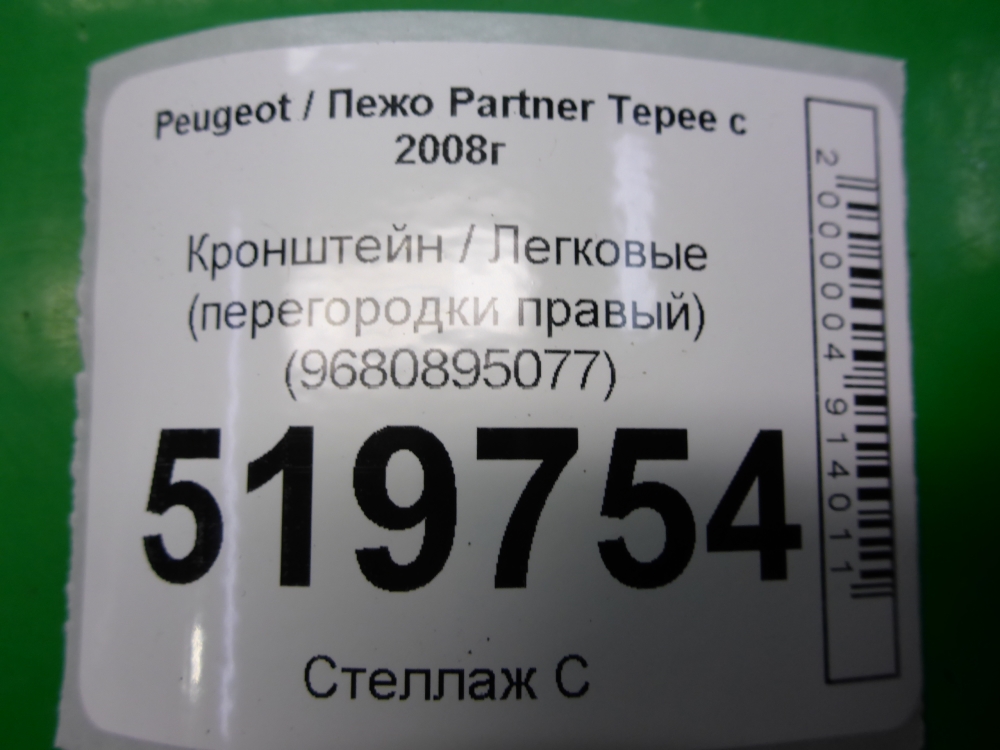 Peugeot / Пежо Partner Tepee с
2008г
Кронштейн / Легковые
(перегородки правый)
(9680895077)
519754
Стеллаж С
2000004914011